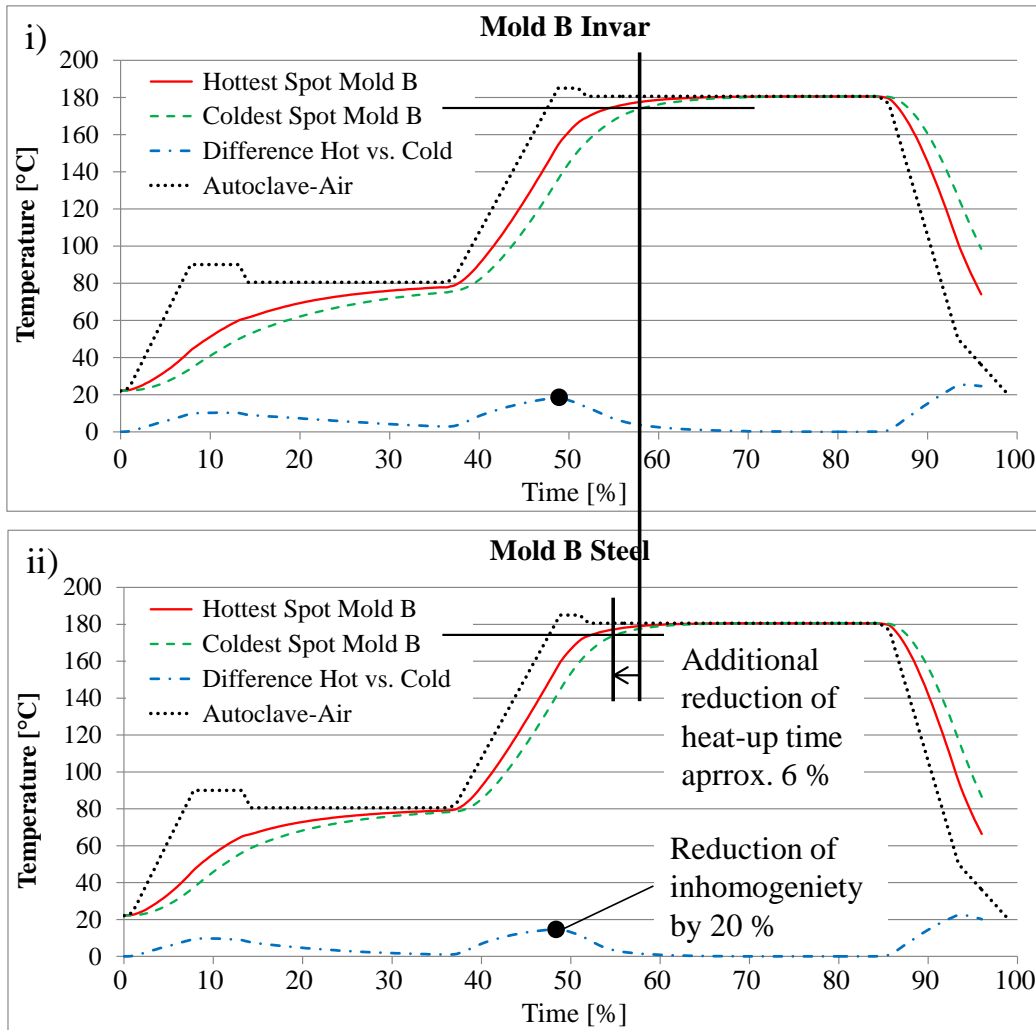 i)
Mold B Invar
200
180
160
140
120
100
80
60
40
20
0
Temperature [°C]
Hottest Spot Mold B
Coldest Spot Mold B
Difference Hot vs. Cold
Autoclave-Air
0 10 20 30 40 50 60 70 80 90 100
Time [%]
ii)
Mold B Steel
200
180
160
140
120
100
80
60
40
20
0
Temperature [°C]
Hottest Spot Mold B
Coldest Spot Mold B
Difference Hot vs. Cold
Autoclave-Air
Additional
reduction of
heat-up time
aprrox. 6 %
Reduction of
inhomogeniety
by 20 %
0 10 20 30 40 50 60 70 80 90 100
Time [%]